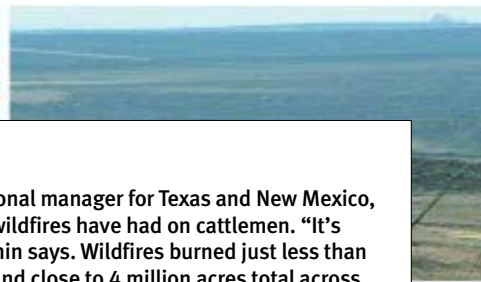 onal manager for Texas and New Mexico,
wildfires have had on cattlemen. “It’s
in says. Wildfires burned just less than
nd close to 4 million acres total across